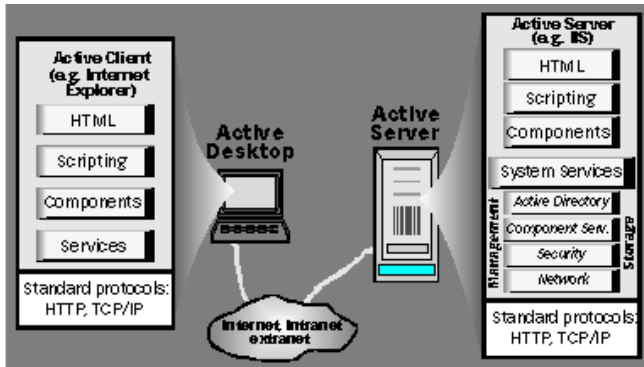 Active Client
(e.g. Internet
Explorer)
HTML
Scripting
Components
Services
Standard protocols:
HTTP, TCP/IP
Active
Desktop
Active
Server
Internet, Intranet
extranet
Active Server
(e.g. IIS)
HTML
Scripting
Components
System Services
Management
Active Directory
Component Serv.
Security
Network
Storage
Standard protocols:
HTTP, TCP/IP